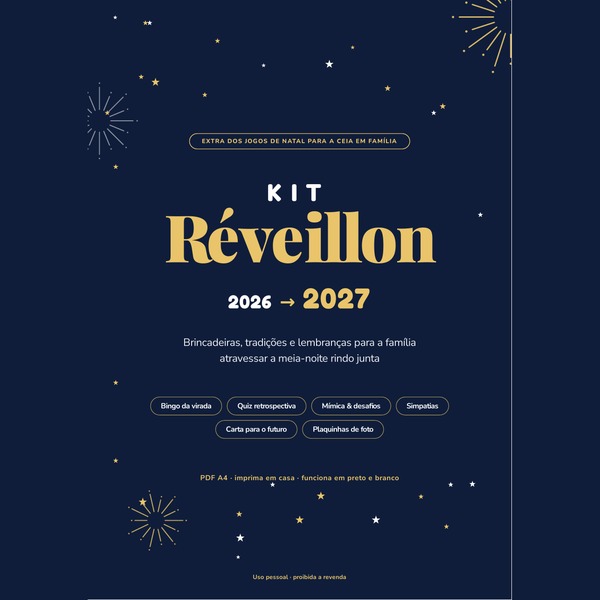 EXTRA DOS JOGOS DE NATAL PARA A CEIA EM FAMÍLIA
KIT
Réveillon
2026 → 2027
Brincadeiras, tradições e lembranças para a família
atravessar a meia-noite rindo junta
Bingo da virada Quiz retrospectiva Mímica & desafios Simpatias
Carta para o futuro Plaquinhas de foto
PDF A4 · imprima em casa · funciona em preto e branco
Uso pessoal · proibida a revenda